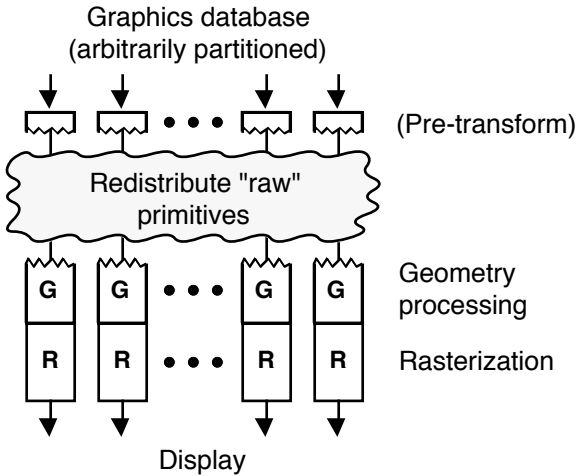 Graphics database
(arbitrarily partitioned)
(Pre-transform)
Redistribute "raw"
primitives
G G G G
Geometry
processing
R R R R
Rasterization
Display